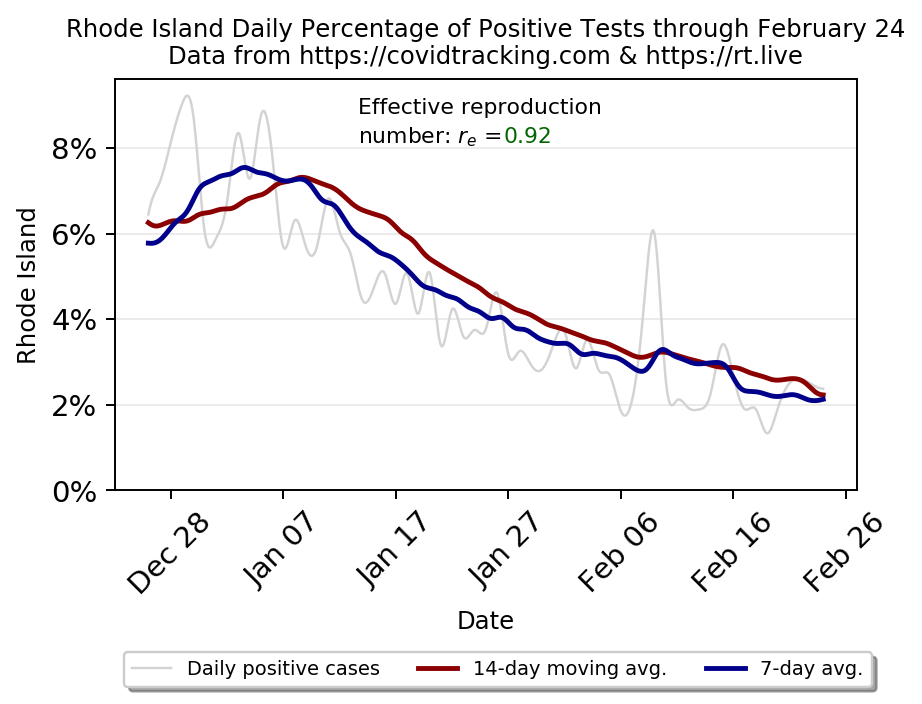 Rhode Island Daily Percentage of Positive Tests through February 24
Data from https://covidtracking.com & https://rt.live
Effective reproduction
number: rₑ =0.92
8%
6%
4%
2%
0%
Rhode Island
Dec 28
Jan 07
Jan 17
Jan 27
Feb 06
Feb 16
Feb 26
Date
Daily positive cases
14-day moving avg.
7-day avg.